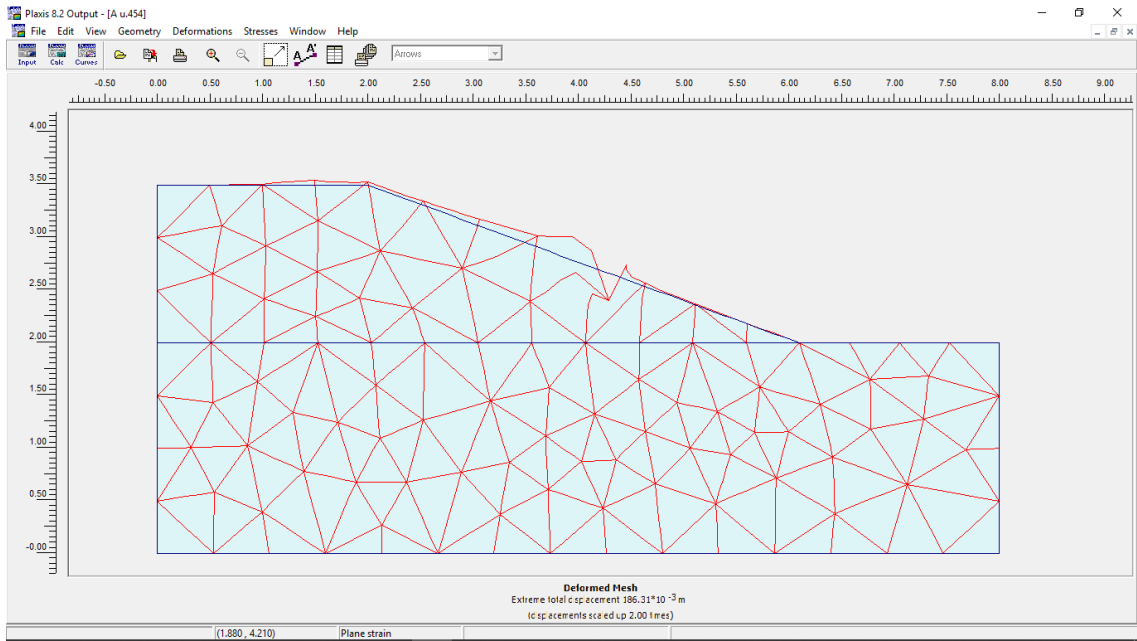 Plaxis 8.2 Output - [A u.454]
File Edit View Geometry Deformations Stresses Window Help
Input Calc Curves A A' Arrows
-0.50 0.00 0.50 1.00 1.50 2.00 2.50 3.00 3.50 4.00 4.50 5.00 5.50 6.00 6.50 7.00 7.50 8.00 8.50 9.00
4.00
3.50
3.00
2.50
2.00
1.50
1.00
0.50
-0.00
Deformed Mesh
Extreme total displacement 186.31*10 -3 m
(displacements scaled up 2.00 times)
(1.880 , 4.210) Plane strain